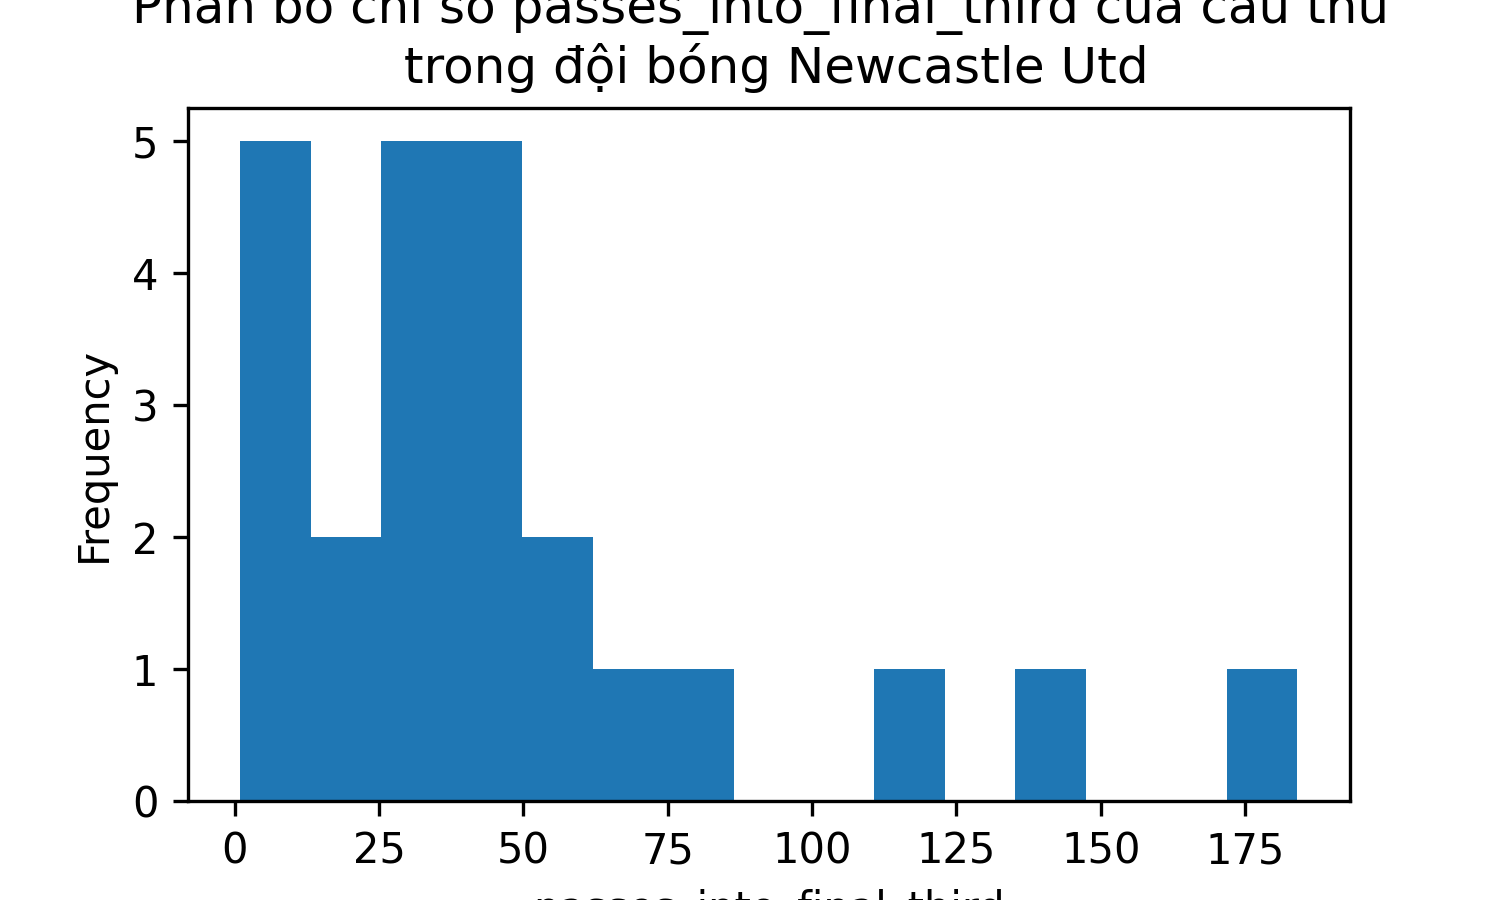 Phân bố chỉ số passes_into_final_third của cầu thủ
trong đội bóng Newcastle Utd
5
4
3
2
1
0
Frequency
0 25 50 75 100 125 150 175
passes_into_final_third